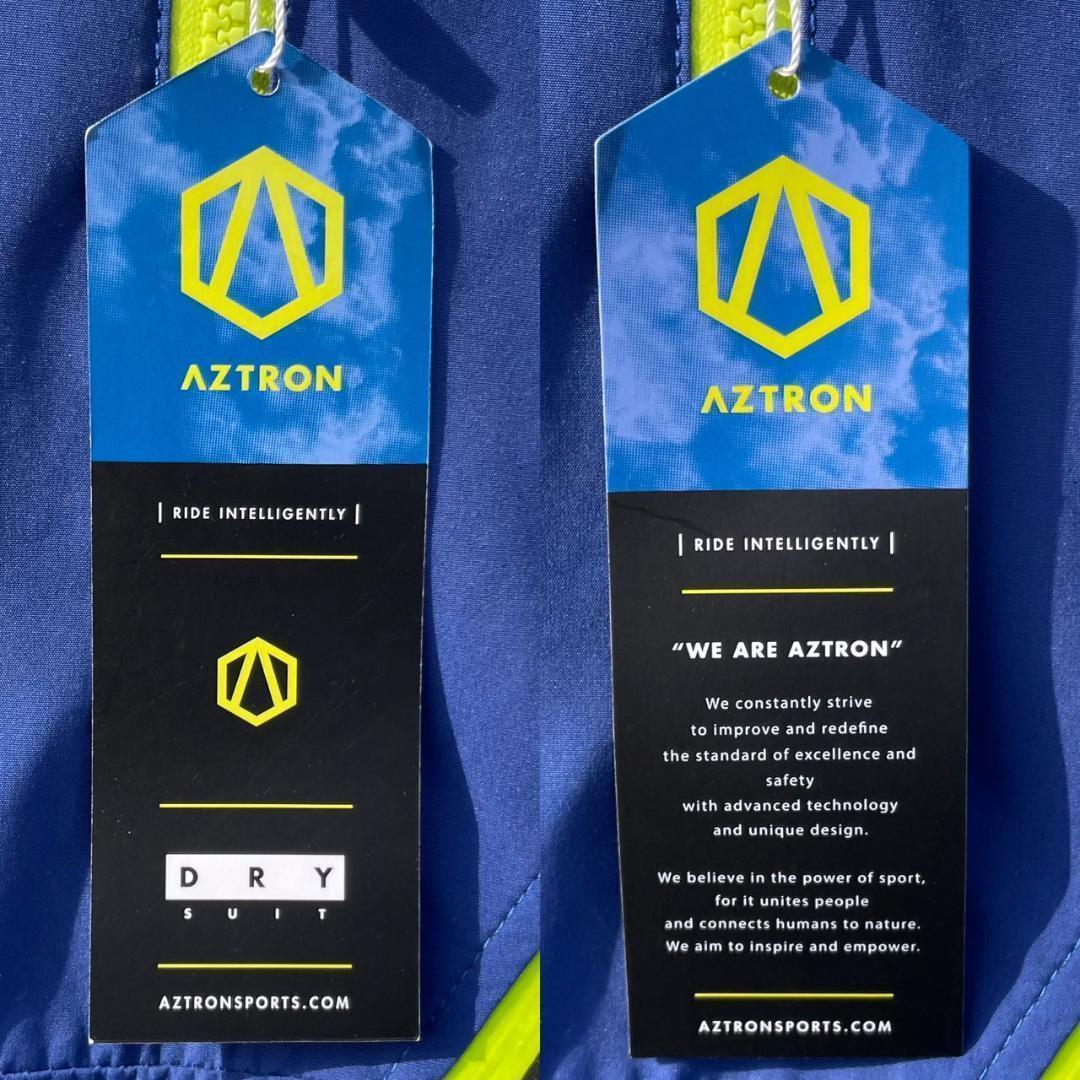 AZTRON
| RIDE INTELLIGENTLY |
DRY
SUIT
AZTRONSPORTS.COM
AZTRON
| RIDE INTELLIGENTLY |
“WE ARE AZTRON”
We constantly strive
to improve and redefine
the standard of excellence and
safety
with advanced technology
and unique design.
We believe in the power of sport,
for it unites people
and connects humans to nature.
We aim to inspire and empower.
AZTRONSPORTS.COM